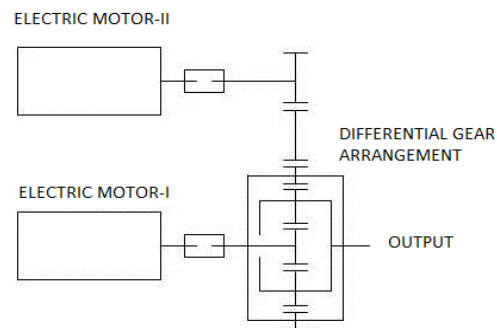 ELECTRIC MOTOR-II
DIFFERENTIAL GEAR
ARRANGEMENT
ELECTRIC MOTOR-I
OUTPUT